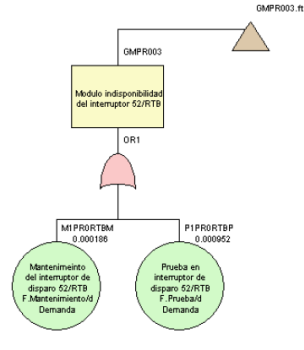 GMPR003.ft
GMPR003
Modulo indisponibilidad
del interruptor 52/RTB
OR1
M1PR0RTBM
0.000186
P1PR0RTBP
0.000952
Mantenimeinto
del interruptor de
disparo 52/RTB
F.Mantenimiento/d
Demanda
Prueba en
interruptor de
disparo 52/RTB
F.Prueba/d
Demanda